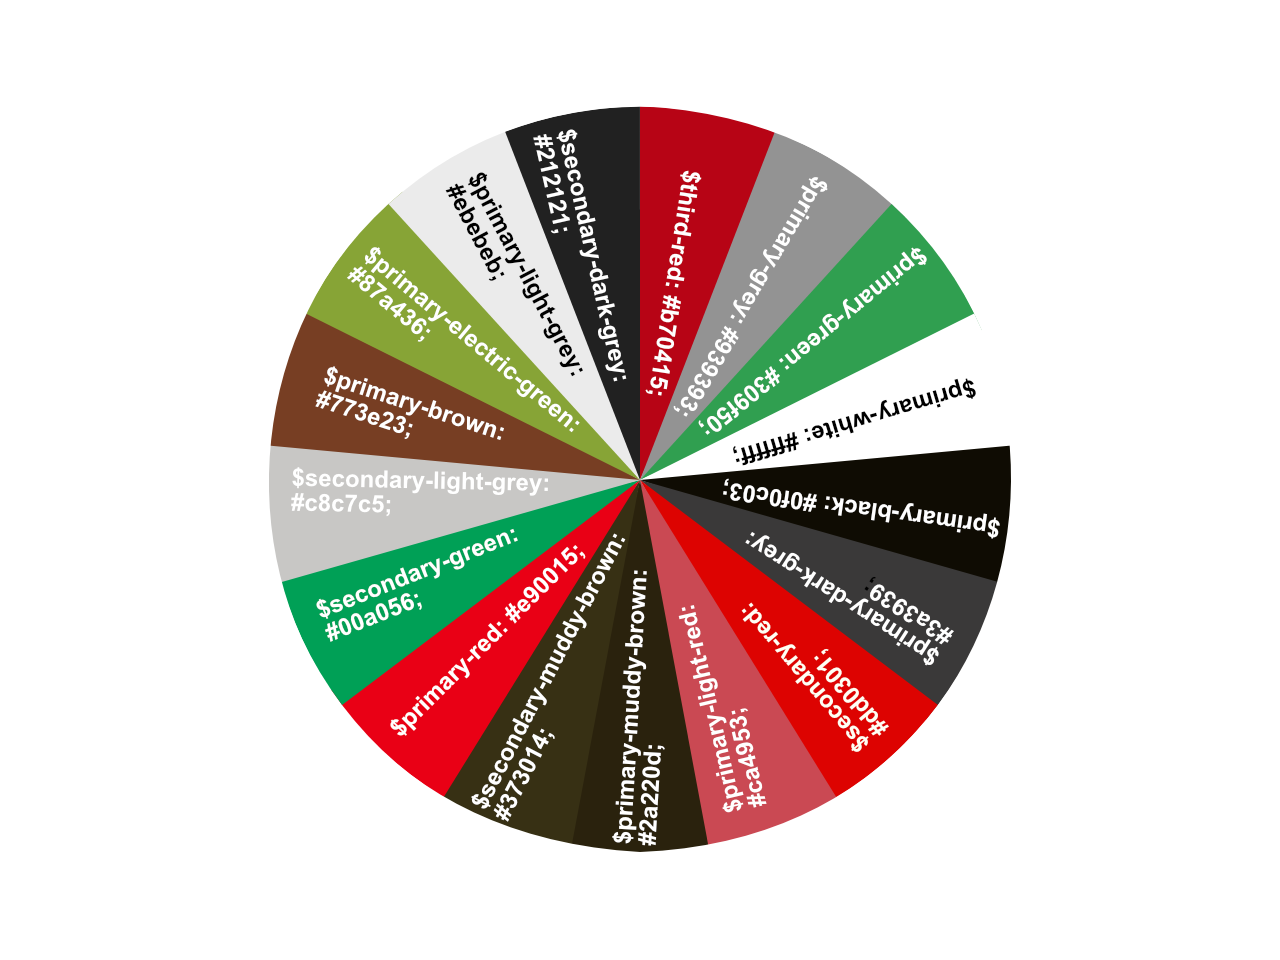 $third-red: #b70415;
$primary-grey: #939393;
$primary-green: #309f50;
$primary-white: #ffffff;
$primary-black: #0f0c03;
$primary-dark-grey:
#3a3939
;
$secondary-red:
#dd0301;
$primary-light-red:
#ca4953;
$primary-muddy-brown:
#2a220d;
$secondary-muddy-brown:
#373014;
$primary-red: #e90015;
$secondary-green:
#00a056;
$secondary-light-grey:
#c8c7c5;
$primary-brown:
#773e23;
$primary-electric-green:
#87a436;
$primary-light-grey:
#ebebeb;
$secondary-dark-grey:
#212121;